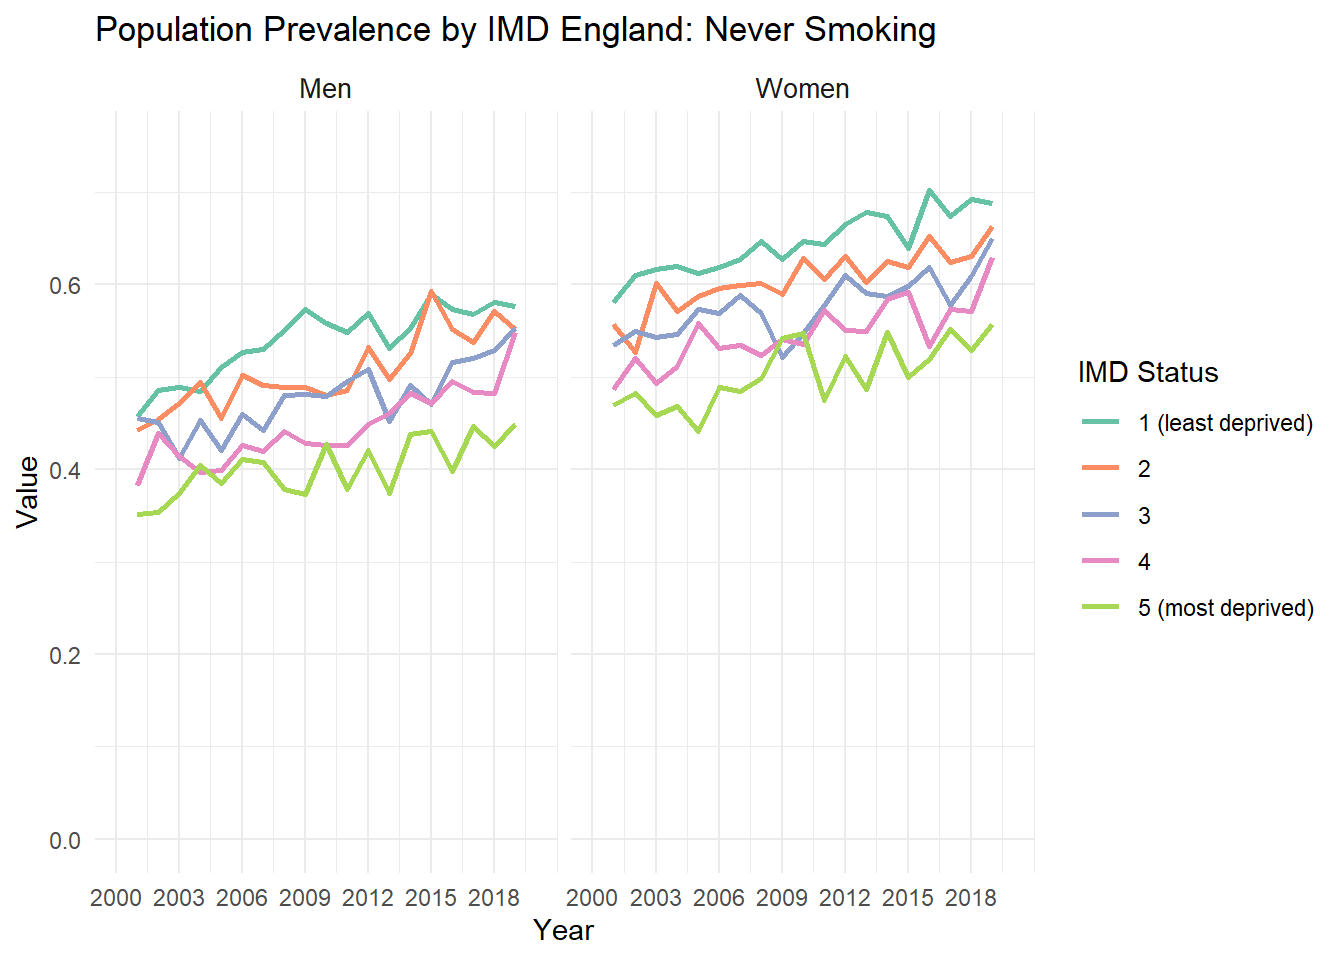 Population Prevalence by IMD England: Never Smoking
Men
Women
0.6
0.4
0.2
0.0
Value
2000 2003 2006 2009 2012 2015 2018
2000 2003 2006 2009 2012 2015 2018
Year
IMD Status
1 (least deprived)
2
3
4
5 (most deprived)